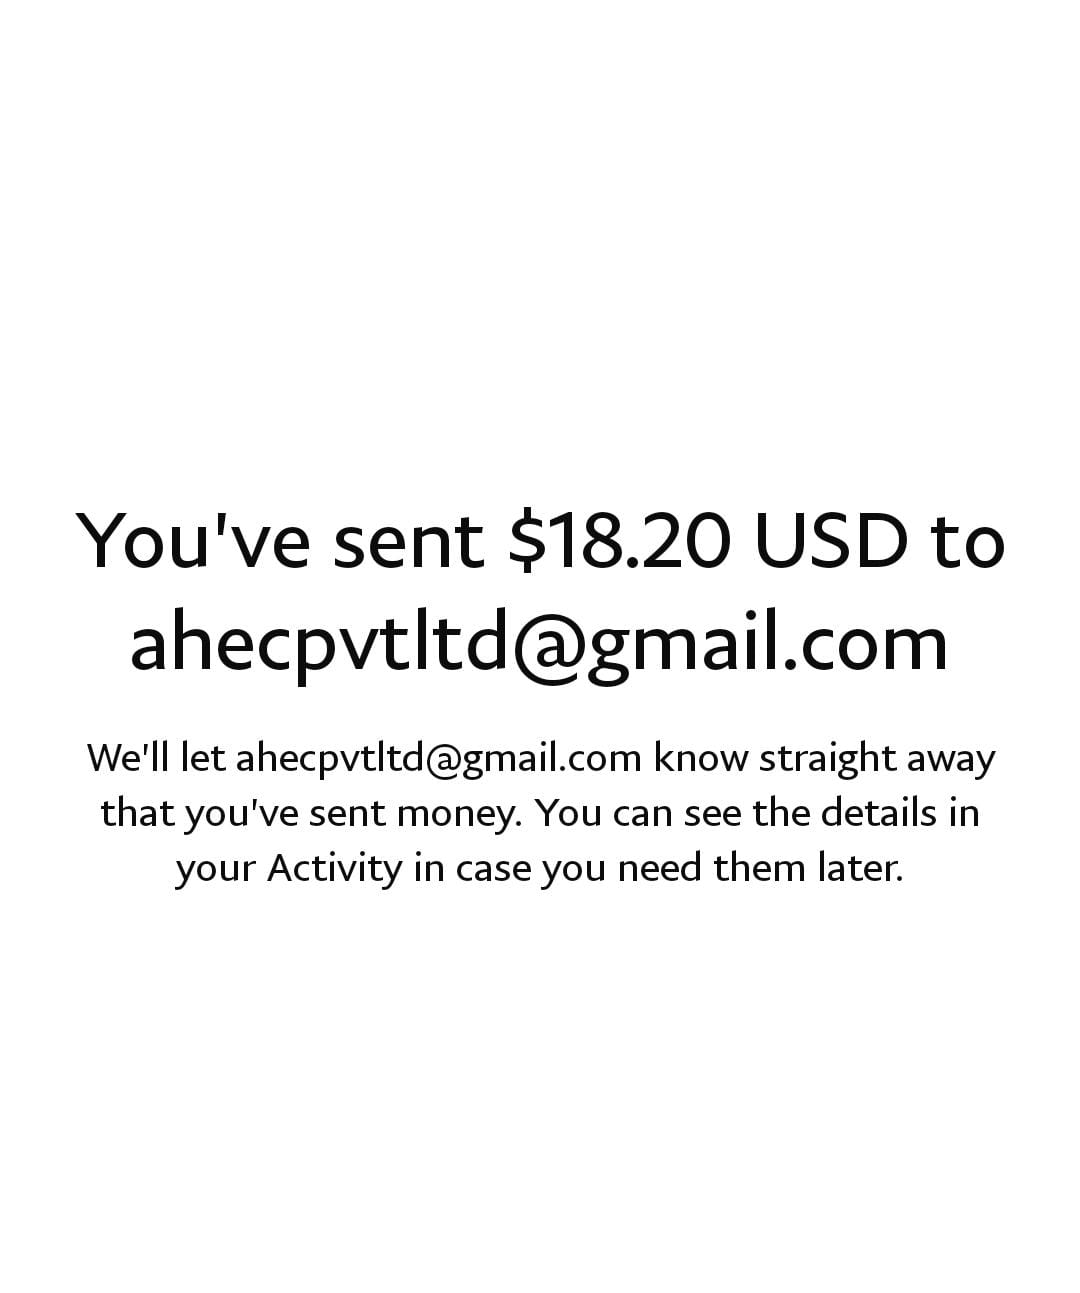 You've sent $18.20 USD to
ahecpvtltd@gmail.com
We'll let ahecpvtltd@gmail.com know straight away
that you've sent money. You can see the details in
your Activity in case you need them later.